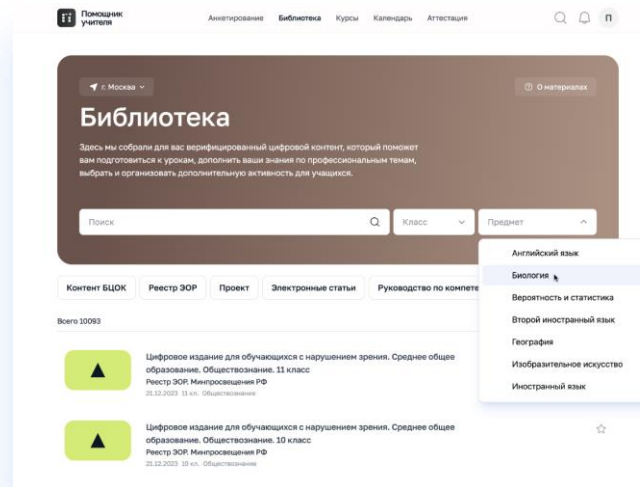 Помощник
учителя
Анкетирование Библиотека Курсы Календарь Аттестация
П
г. Москва
О материалах
Библиотека
Здесь мы собрали для вас верифицированный цифровой контент, который поможет
вам подготовиться к урокам, дополнить ваши знания по профессиональным темам,
выбрать и организовать дополнительную активность для учащихся.
Поиск Класс Предмет
Английский язык
Биология
Вероятность и статистика
Второй иностранный язык
География
Изобразительное искусство
Иностранный язык
Контент БЦОК Реестр ЭОР Проект Электронные статьи Руководство по компете
Всего 10093
Цифровое издание для обучающихся с нарушением зрения. Среднее общее
образование. Обществознание. 11 класс
Реестр ЭОР. Минпросвещения РФ
21.12.2023 11 кл. Обществознание
Цифровое издание для обучающихся с нарушением зрения. Среднее общее
образование. Обществознание. 10 класс
Реестр ЭОР. Минпросвещения РФ
21.12.2023 10 кл. Обществознание